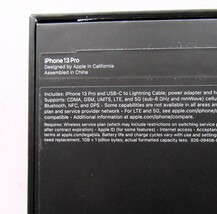 iPhone 13 Pro
Designed by Apple in California
Assembled in China
Includes: iPhone 13 Pro and USB-C to Lightning Cable; power adapter and he
Supports: CDMA, GSM, UMTS, LTE, and 5G (sub-6 GHz and mmWave) cellula
Bluetooth, NFC, and GPS · Some capabilities are not available in all areas an
plan and service provider network · For LTE and 5G, see apple.com/iphone/c
compatible · Additional information at apple.com/iphone/compare.
Requires: Wireless service plan (which may include restrictions on switching service
after contract expiration) · Apple ID (for some features) · Internet access · Acceptan
at apple.com/legal/sla. Battery life and charge cycles vary with use and settings
need replacement. 1GB = 1 billion bytes; actual formatted capacity less.